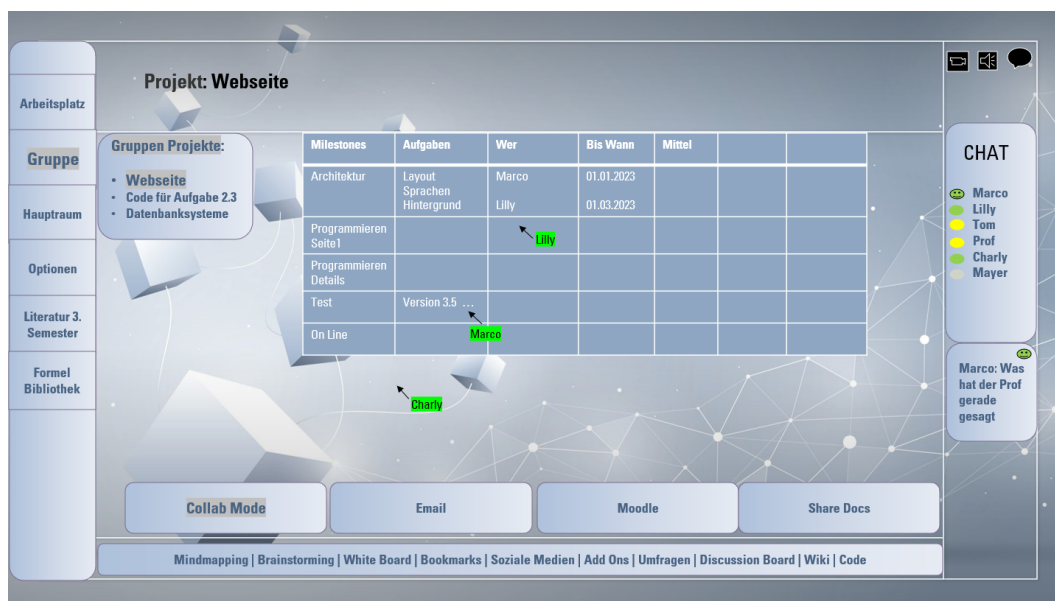 Projekt: Webseite
Arbeitsplatz
Gruppe
Hauptraum
Optionen
Literatur 3.
Semester
Formel
Bibliothek
Gruppen Projekte:
• Webseite
• Code für Aufgabe 2.3
• Datenbanksysteme
Milestones Aufgaben Wer Bis Wann Mittel
Architektur Layout Marco 01.01.2023
Sprachen
Hintergrund Lilly 01.03.2023
Programmieren
Seite1
Lilly
Programmieren
Details
Test Version 3.5 ...
On Line
Marco
Charly
CHAT
Marco
Lilly
Tom
Prof
Charly
Mayer
Marco: Was
hat der Prof
gerade
gesagt
Collab Mode
Email
Moodle
Share Docs
Mindmapping | Brainstorming | White Board | Bookmarks | Soziale Medien | Add Ons | Umfragen | Discussion Board | Wiki | Code